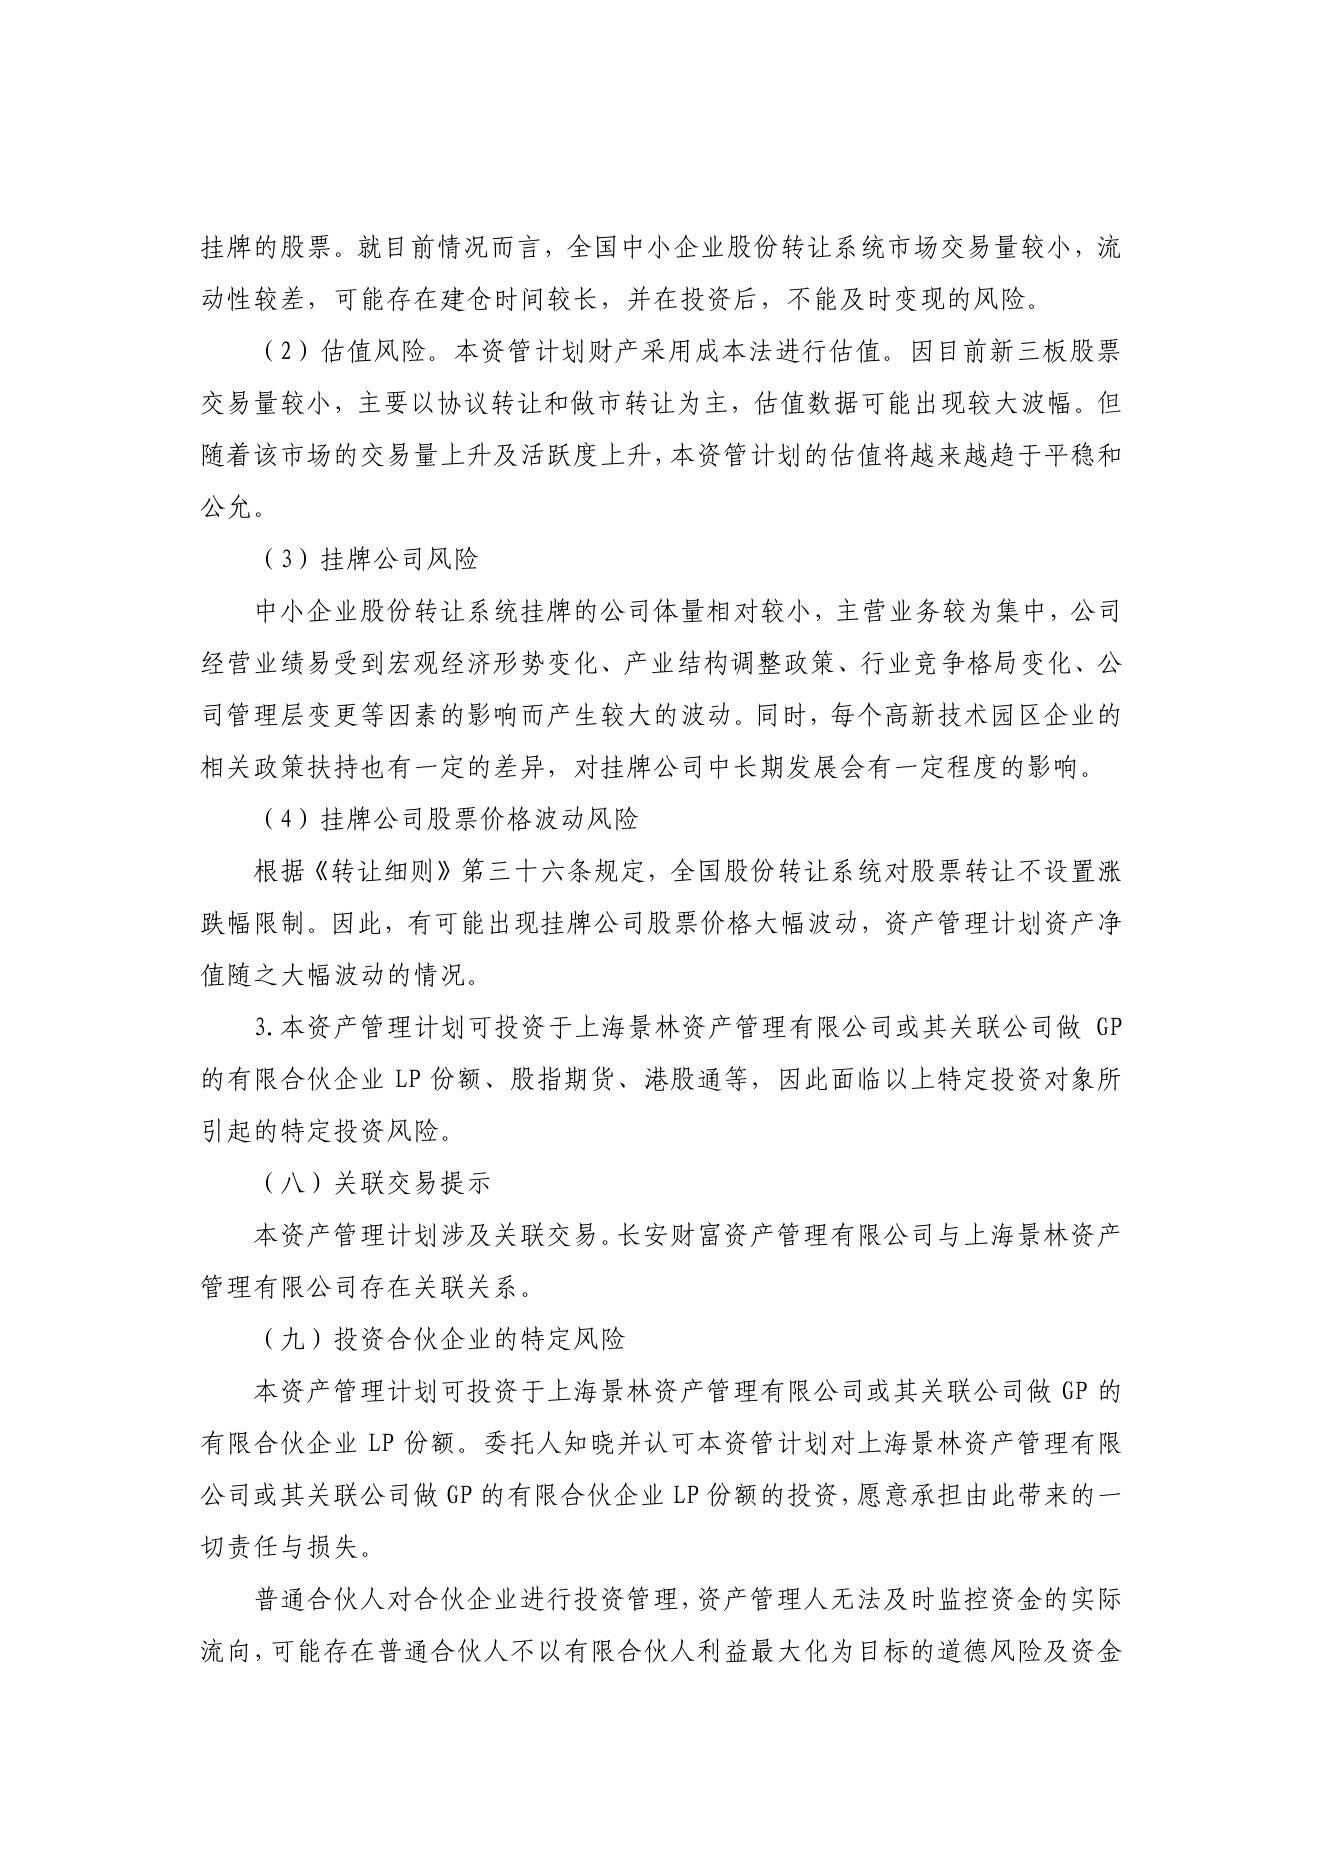 挂牌的股票。就目前情况而言，全国中小企业股份转让系统市场交易量较小，流
动性较差，可能存在建仓时间较长，并在投资后，不能及时变现的风险。
（2）估值风险。本资管计划财产采用成本法进行估值。因目前新三板股票
交易量较小，主要以协议转让和做市转让为主，估值数据可能出现较大波幅。但
随着该市场的交易量上升及活跃度上升，本资管计划的估值将越来越趋于平稳和
公允。
（3）挂牌公司风险
中小企业股份转让系统挂牌的公司体量相对较小，主营业务较为集中，公司
经营业绩易受到宏观经济形势变化、产业结构调整政策、行业竞争格局变化、公
司管理层变更等因素的影响而产生较大的波动。同时，每个高新技术园区企业的
相关政策扶持也有一定的差异，对挂牌公司中长期发展会有一定程度的影响。
（4）挂牌公司股票价格波动风险
根据《转让细则》第三十六条规定，全国股份转让系统对股票转让不设置涨
跌幅限制。因此，有可能出现挂牌公司股票价格大幅波动，资产管理计划资产净
值随之大幅波动的情况。
3.本资产管理计划可投资于上海景林资产管理有限公司或其关联公司做 GP
的有限合伙企业 LP 份额、股指期货、港股通等，因此面临以上特定投资对象所
引起的特定投资风险。
（八）关联交易提示
本资产管理计划涉及关联交易。长安财富资产管理有限公司与上海景林资产
管理有限公司存在关联关系。
（九）投资合伙企业的特定风险
本资产管理计划可投资于上海景林资产管理有限公司或其关联公司做 GP 的
有限合伙企业 LP 份额。委托人知晓并认可本资管计划对上海景林资产管理有限
公司或其关联公司做 GP 的有限合伙企业 LP 份额的投资，愿意承担由此带来的一
切责任与损失。
普通合伙人对合伙企业进行投资管理，资产管理人无法及时监控资金的实际
流向，可能存在普通合伙人不以有限合伙人利益最大化为目标的道德风险及资金